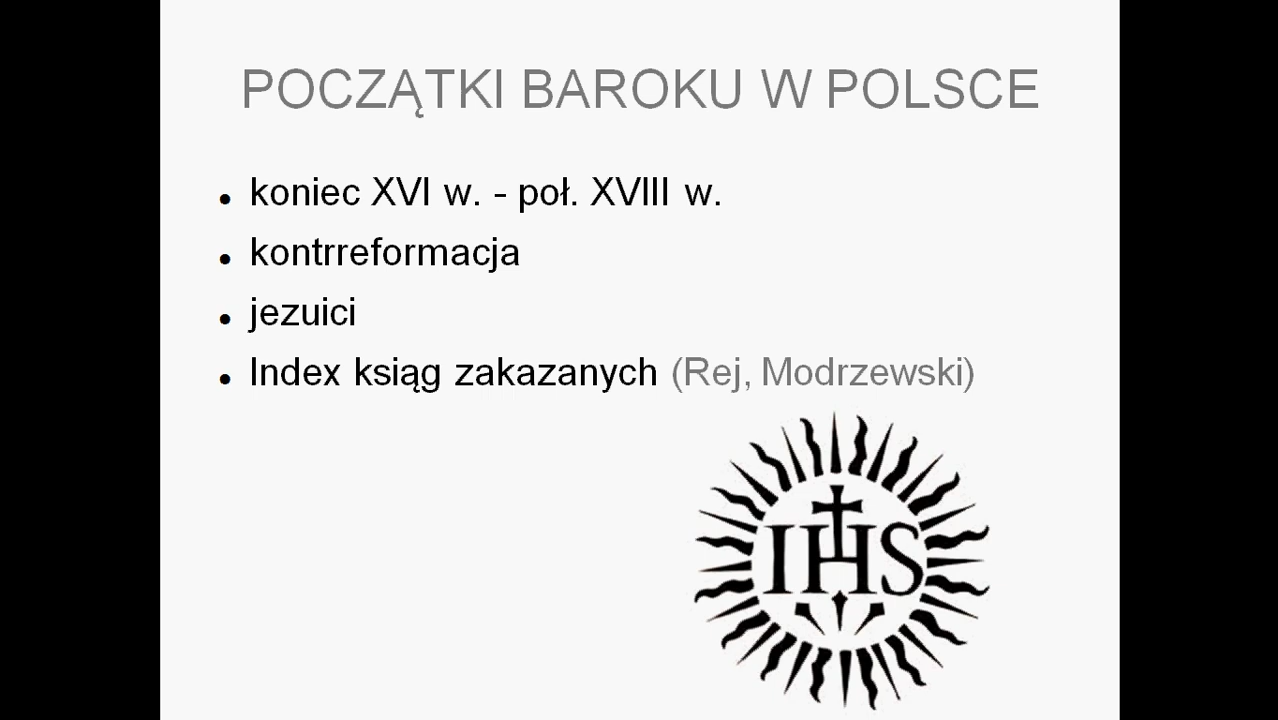 POCZĄTKI BAROKU W POLSCE
koniec XVI w. - poł. XVIII w.
kontrreformacja
jezuici
Index ksiąg zakazanych (Rej, Modrzewski)
IHS